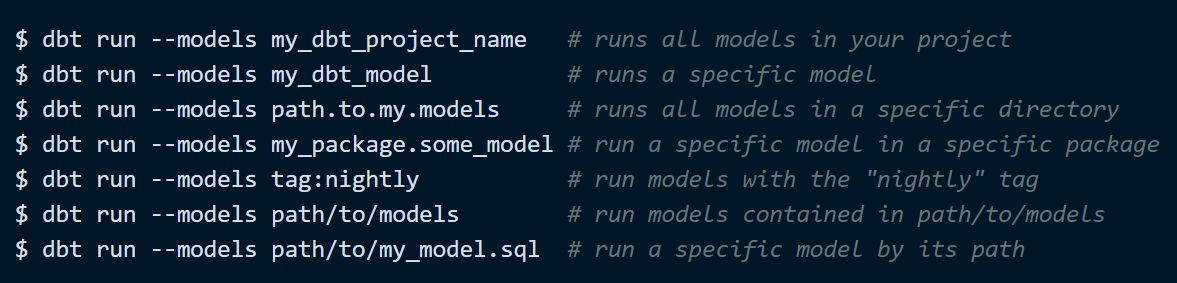 $ dbt run --models my_dbt_project_name   # runs all models in your project
$ dbt run --models my_dbt_model          # runs a specific model
$ dbt run --models path.to.my.models     # runs all models in a specific directory
$ dbt run --models my_package.some_model # run a specific model in a specific package
$ dbt run --models tag:nightly           # run models with the "nightly" tag
$ dbt run --models path/to/models        # run models contained in path/to/models
$ dbt run --models path/to/my_model.sql  # run a specific model by its path